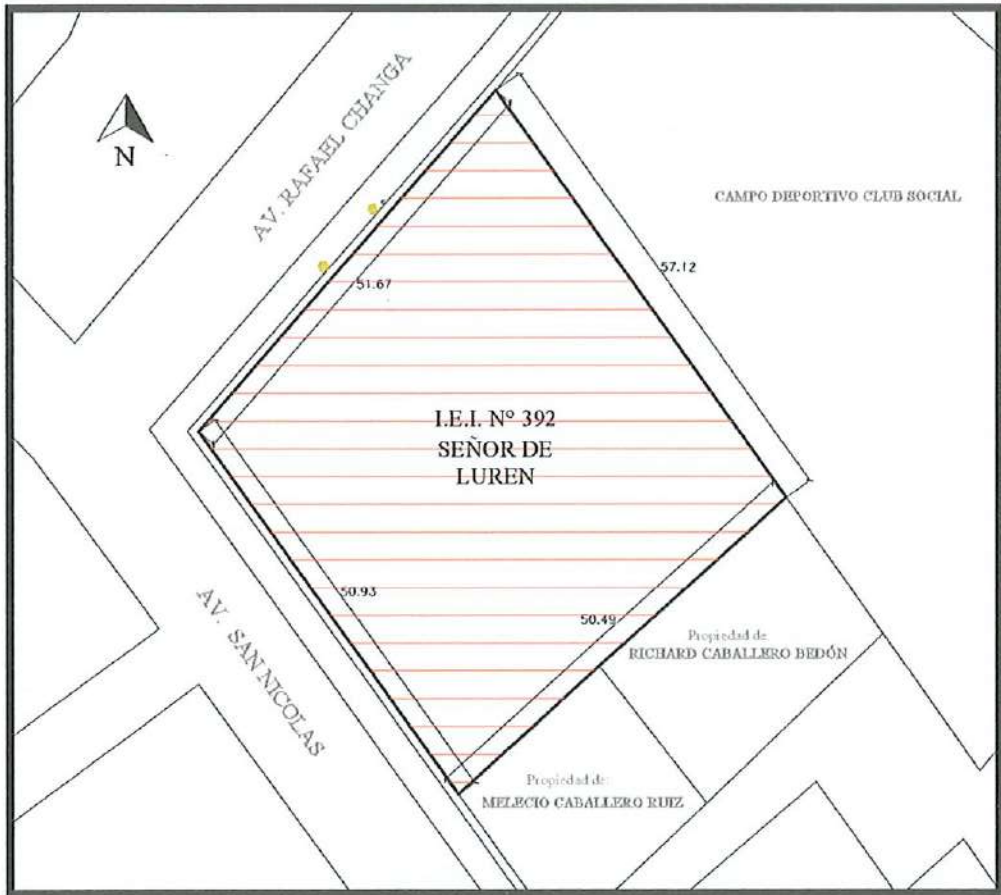 N
AV. RAFAEL CHANGA
CAMPO DEPORTIVO CLUB SOCIAL
57.12
51.67
I.E.I. N° 392
SEÑOR DE
LUREN
50.93
50.49
AV. SAN NICOLAS
Propiedad de:
RICHARD CABALLERO BEDÓN
Propiedad de:
MELECIO CABALLERO RUIZ